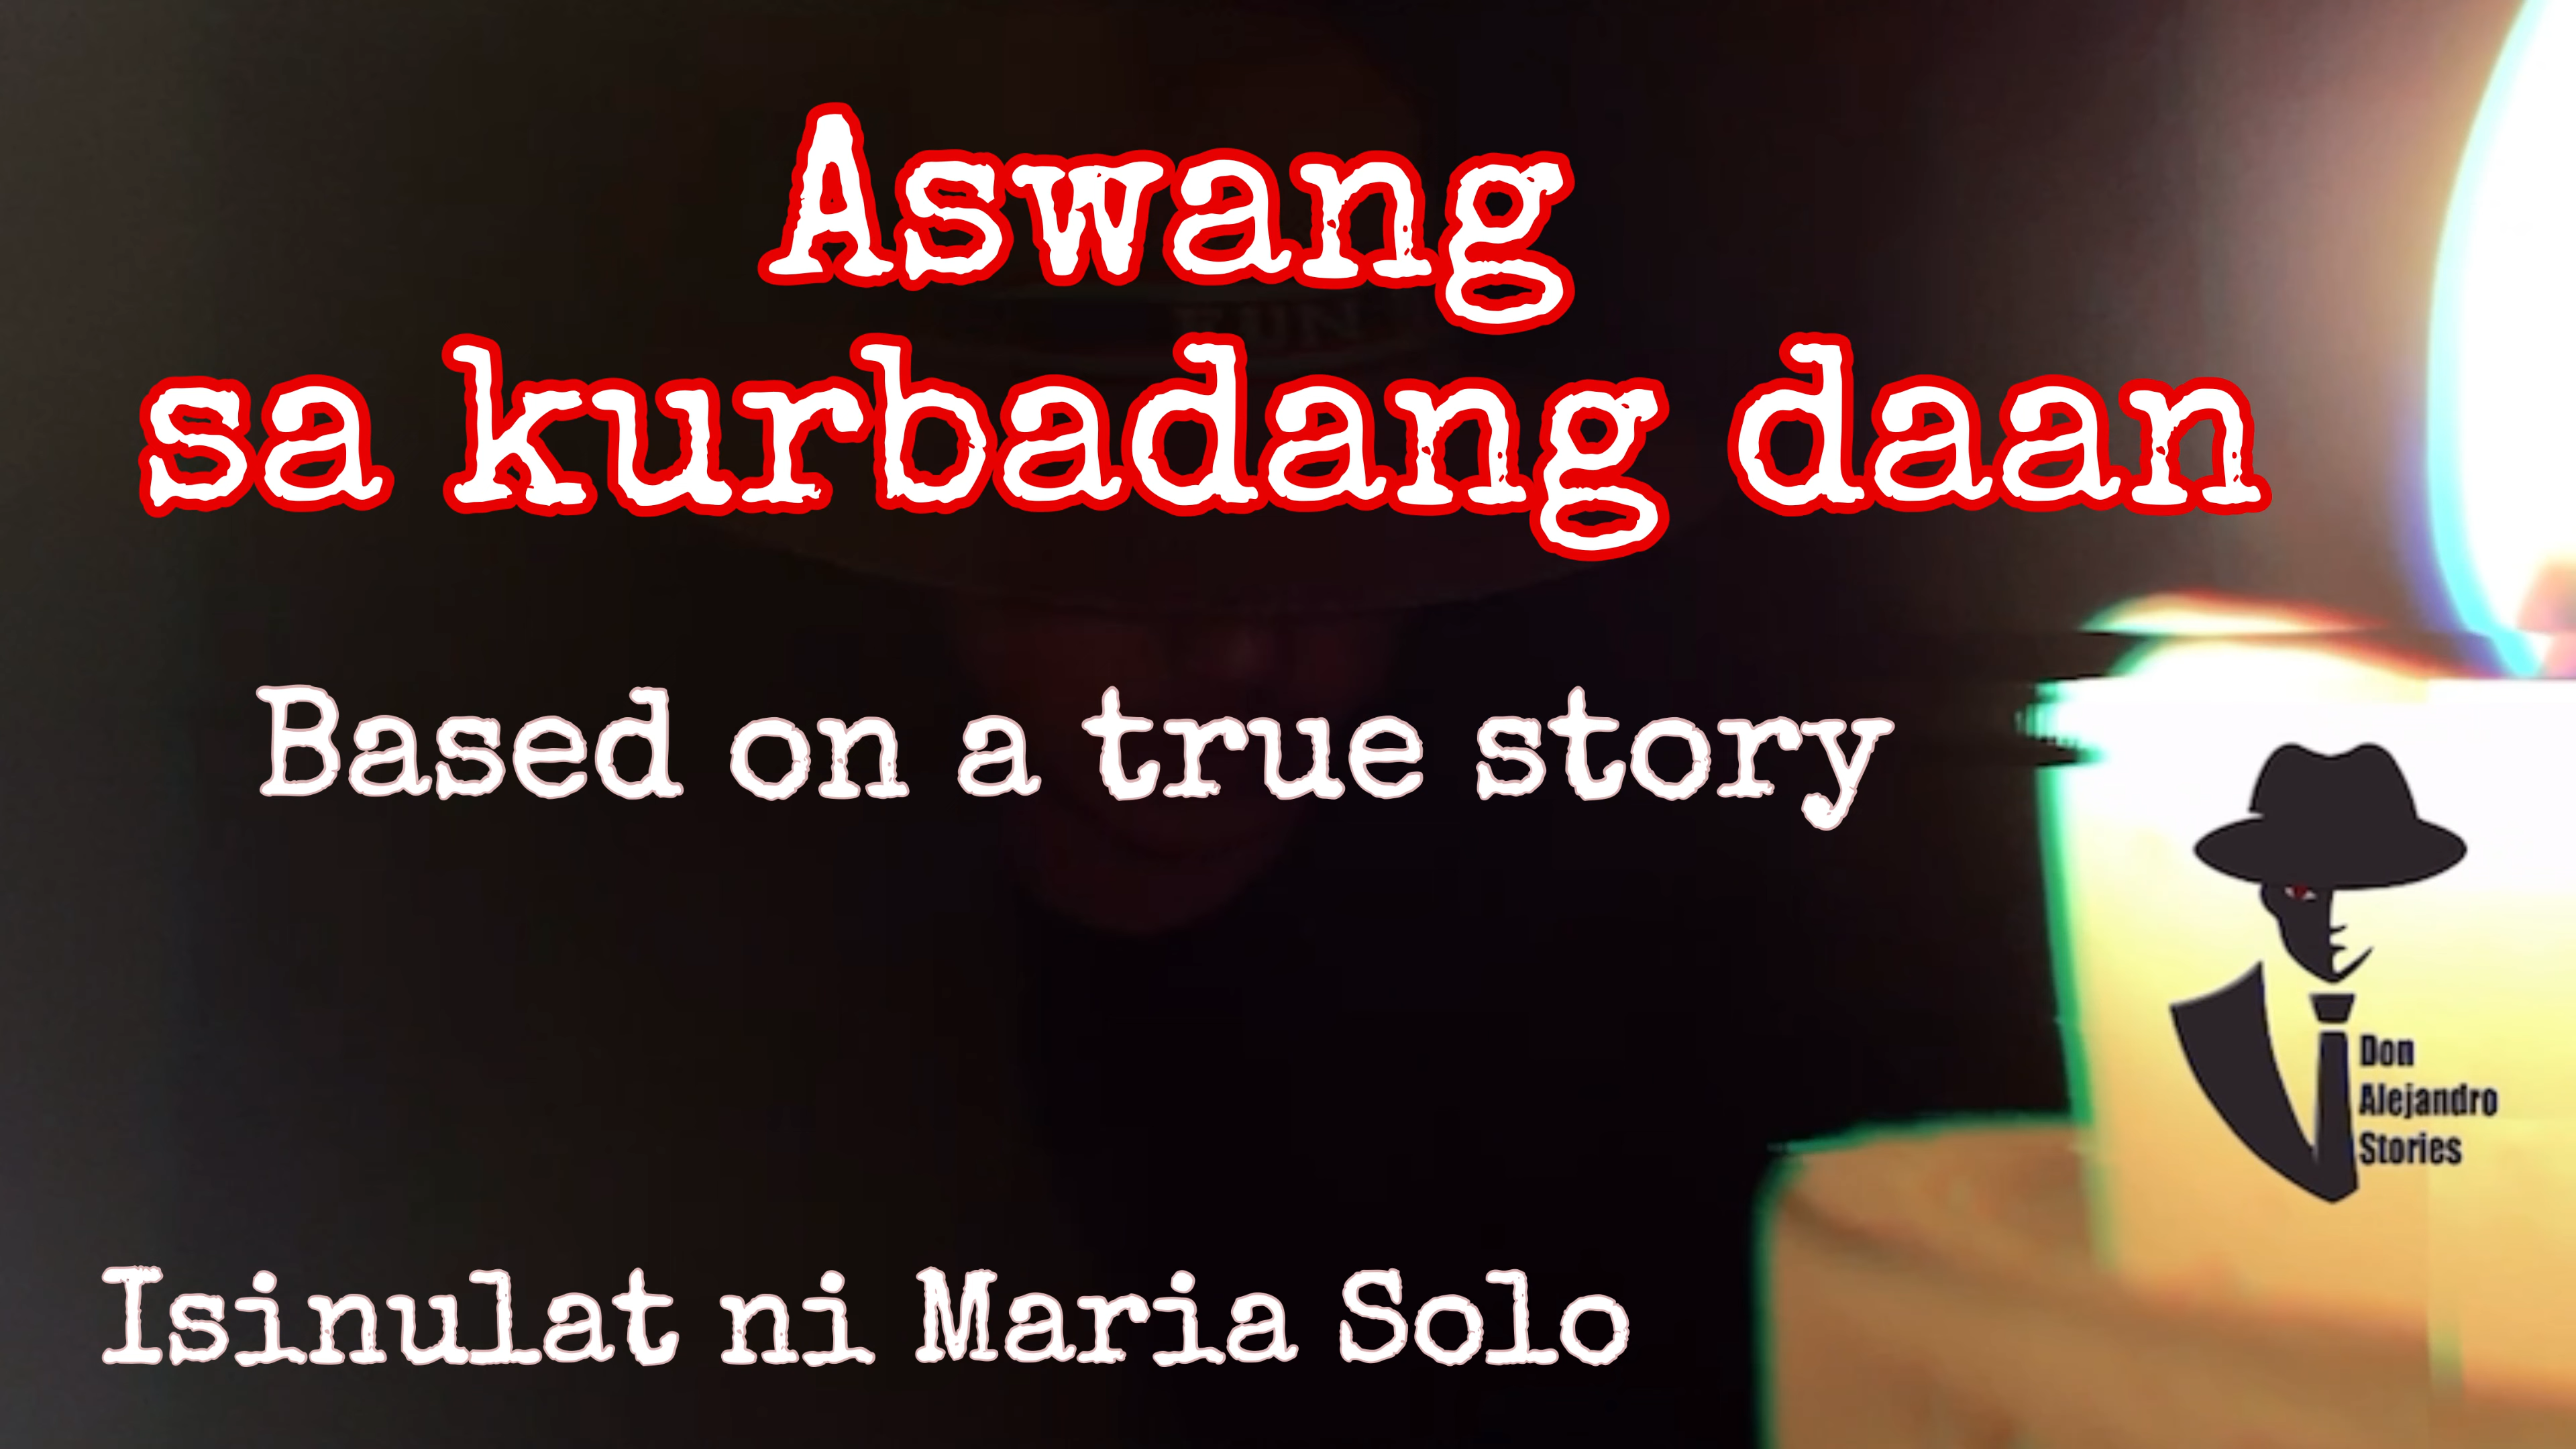 Aswang
sa kurbadang daan
Based on a true story
Don
Alejandro
Stories
Isinulat ni Maria Solo